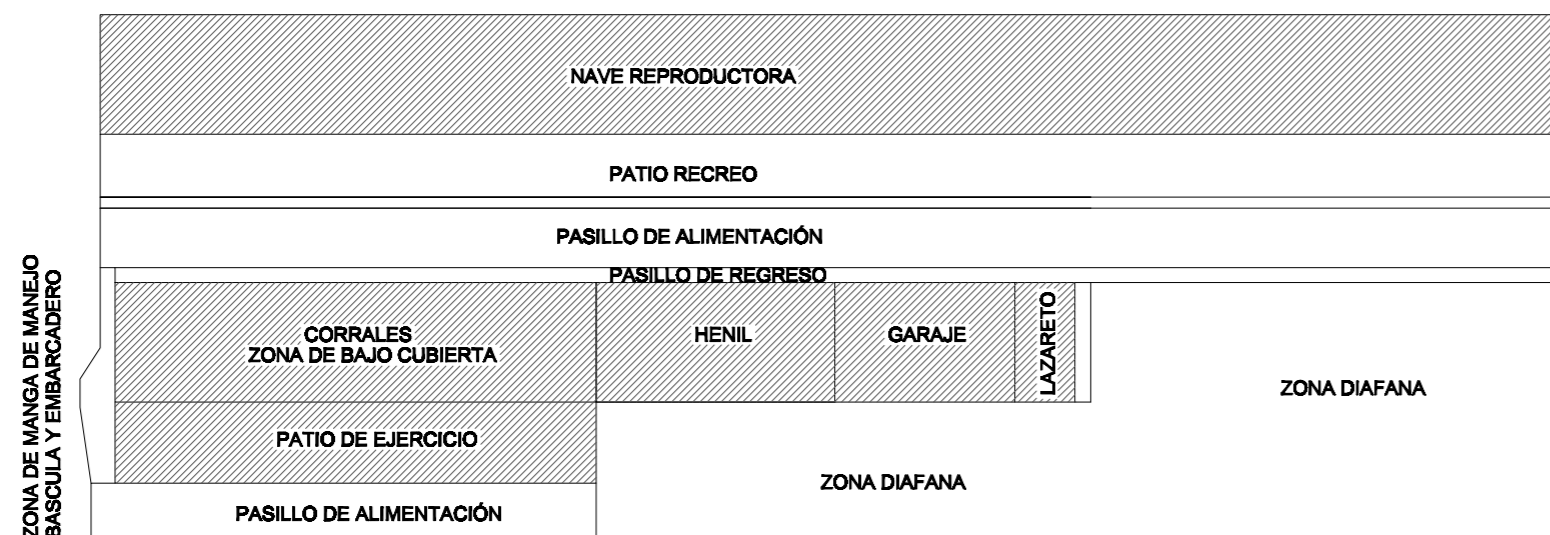 NAVE REPRODUCTORA
PATIO RECREO
PASILLO DE ALIMENTACIÓN
PASILLO DE REGRESO
CORRALES
ZONA DE BAJO CUBIERTA
HENIL
GARAJE
LAZARETO
ZONA DIAFANA
PATIO DE EJERCICIO
ZONA DIAFANA
PASILLO DE ALIMENTACIÓN
ZONA DE MANGA DE MANEJO
BASCULA Y EMBARCADERO